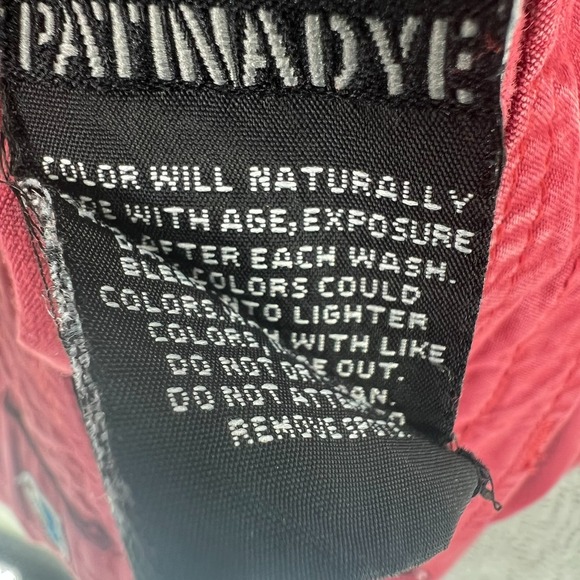 PATINADYE
COLOR WILL NATURALLY
WITH AGE, EXPOSURE
AFTER EACH WASH.
COLORS COULD
TO LIGHTER
WITH LIKE
DO NOT OUT.
DO NOT
REMOVE